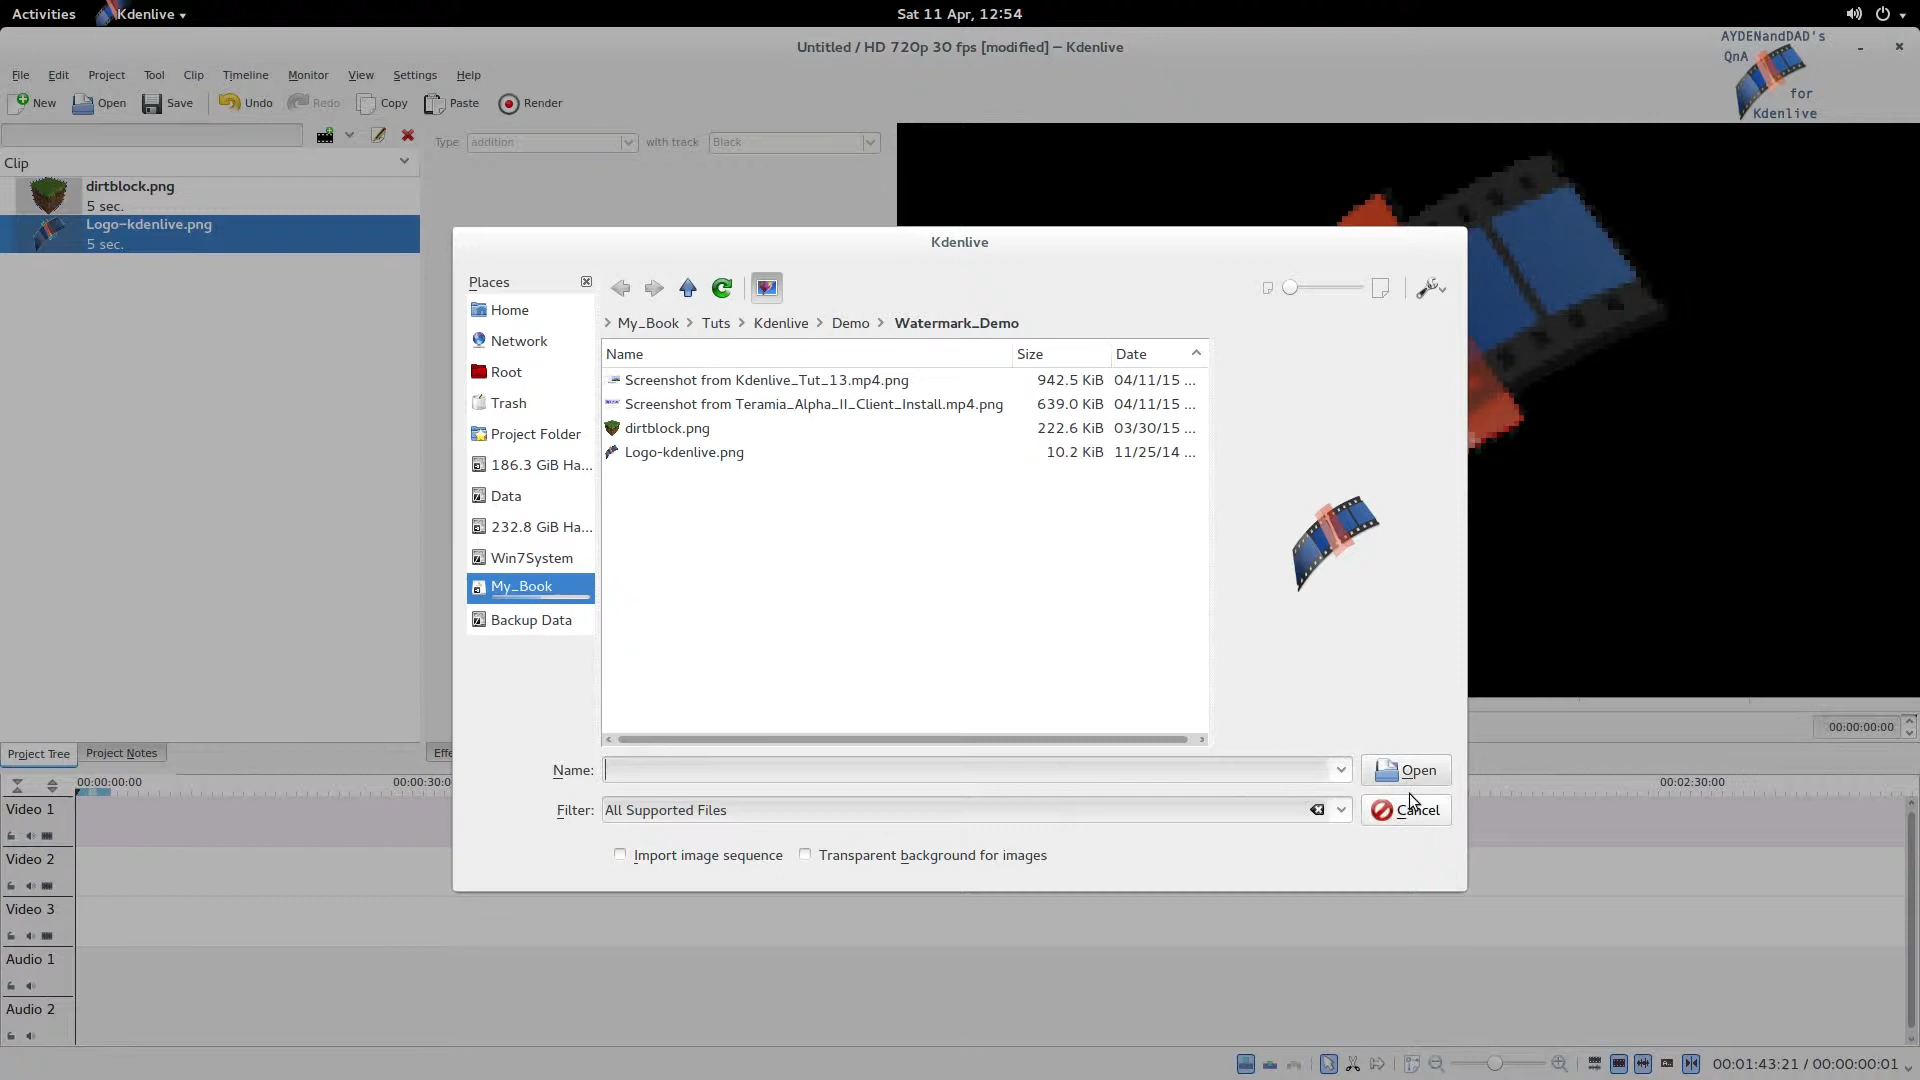 Activities Kdenlive Sat 11 Apr, 12:54
Untitled / HD 720p 30 fps [modified] – Kdenlive
AYDENandDAD's
QnA
for
Kdenlive
File Edit Project Tool Clip Timeline Monitor View Settings Help
New Open Save Undo Redo Copy Paste Render
Type addition with track Black
Clip
dirtblock.png
5 sec.
Logo-kdenlive.png
5 sec.
Kdenlive
Places
Home
Network
Root
Trash
Project Folder
186.3 GiB Ha...
Data
232.8 GiB Ha...
Win7System
My_Book
Backup Data
My_Book Tuts Kdenlive Demo Watermark_Demo
Name Size Date
Screenshot from Kdenlive_Tut_13.mp4.png 942.5 KiB 04/11/15 ...
Screenshot from Teramia_Alpha_II_Client_Install.mp4.png 639.0 KiB 04/11/15 ...
dirtblock.png 222.6 KiB 03/30/15 ...
Logo-kdenlive.png 10.2 KiB 11/25/14 ...
Name: Open
Filter: All Supported Files Cancel
Import image sequence Transparent background for images
00:00:00:00
Project Tree Project Notes Effe
00:00:00:00 00:00:30:0 00:02:30:00
Video 1
Video 2
Video 3
Audio 1
Audio 2
00:01:43:21 / 00:00:00:01